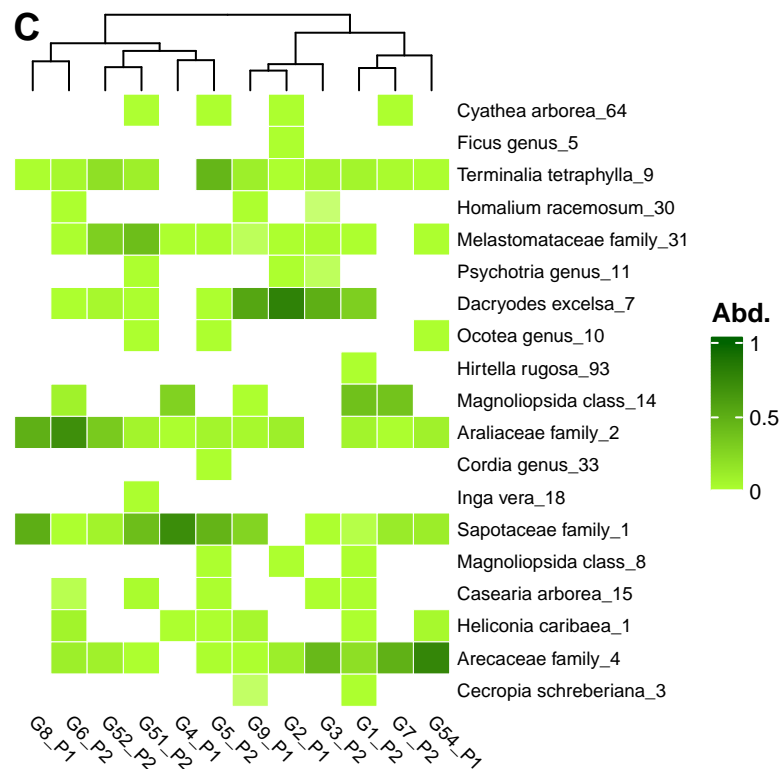 C
Cyathea arborea_64
Ficus genus_5
Terminalia tetraphylla_9
Homalium racemosum_30
Melastomataceae family_31
Psychotria genus_11
Dacryodes excelsa_7
Ocotea genus_10
Hirtella rugosa_93
Magnoliopsida class_14
Araliaceae family_2
Cordia genus_33
Inga vera_18
Sapotaceae family_1
Magnoliopsida class_8
Casearia arborea_15
Heliconia caribaea_1
Arecaceae family_4
Cecropia schreberiana_3
Abd.
1
0.5
0
G8_P1
G6_P2
G52_P2
G51_P2
G4_P1
G5_P2
G9_P1
G2_P1
G3_P2
G1_P2
G7_P2
G54_P1